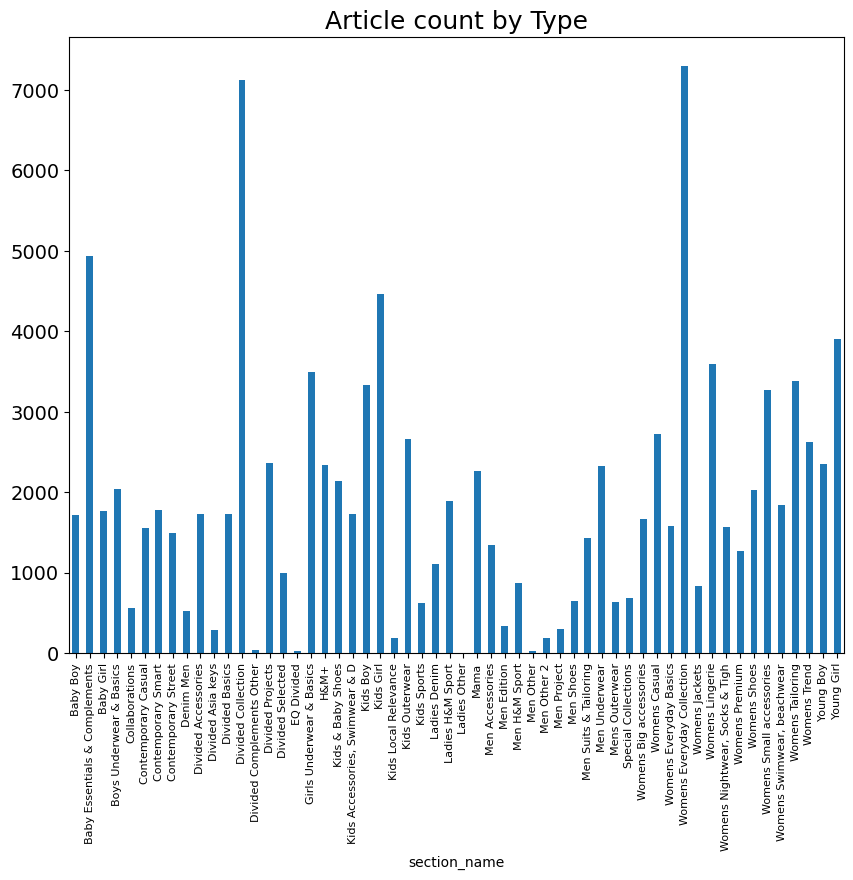 Article count by Type
7000
6000
5000
4000
3000
2000
1000
0
Baby Boy
Baby Essentials & Complements
Baby Girl
Boys Underwear & Basics
Collaborations
Contemporary Casual
Contemporary Smart
Contemporary Street
Denim Men
Divided Accessories
Divided Asia keys
Divided Basics
Divided Collection
Divided Complements Other
Divided Projects
Divided Selected
EQ Divided
Girls Underwear & Basics
H&M+
Kids & Baby Shoes
Kids Accessories, Swimwear & D
Kids Boy
Kids Girl
Kids Local Relevance
Kids Outerwear
Kids Sports
Ladies Denim
Ladies H&M Sport
Ladies Other
Mama
Men Accessories
Men Edition
Men H&M Sport
Men Other
Men Other 2
Men Project
Men Shoes
Men Suits & Tailoring
Men Underwear
Mens Outerwear
Special Collections
Womens Big accessories
Womens Casual
Womens Everyday Basics
Womens Everyday Collection
Womens Jackets
Womens Lingerie
Womens Nightwear, Socks & Tigh
Womens Premium
Womens Shoes
Womens Small accessories
Womens Swimwear, beachwear
Womens Tailoring
Womens Trend
Young Boy
Young Girl
section_name